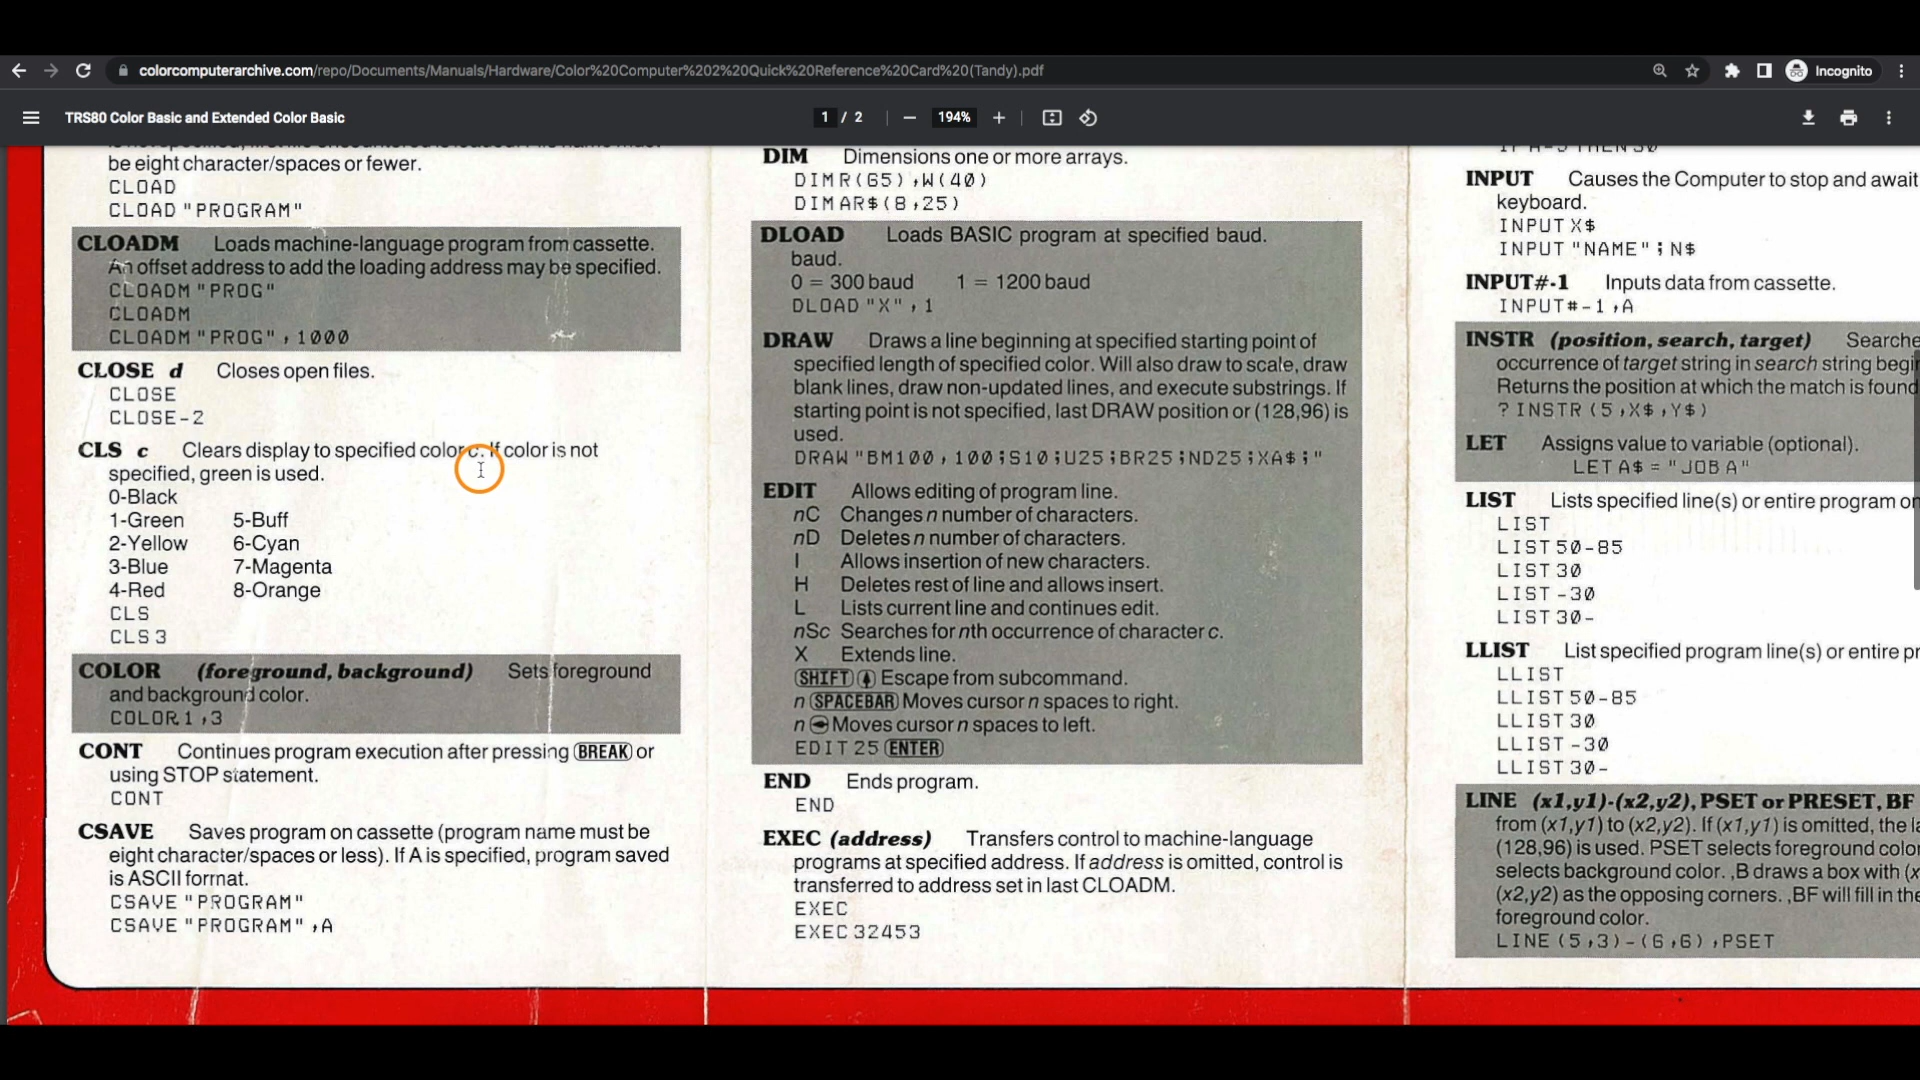 colorcomputerarchive.com/repo/Documents/Manuals/Hardware/Color%20Computer%202%20Quick%20Reference%20Card%20(Tandy).pdf
Incognito
TRS80 Color Basic and Extended Color Basic
1 / 2
194%
be eight character/spaces or fewer.
CLOAD
CLOAD "PROGRAM"
CLOADM Loads machine-language program from cassette.
An offset address to add the loading address may be specified.
CLOADM "PROG"
CLOADM
CLOADM "PROG", 1000
CLOSE d Closes open files.
CLOSE
CLOSE-2
CLS c Clears display to specified color c. If color is not
specified, green is used.
0-Black
1-Green 5-Buff
2-Yellow 6-Cyan
3-Blue 7-Magenta
4-Red 8-Orange
CLS
CLS 3
COLOR (foreground, background) Sets foreground
and background color.
COLOR 1,3
CONT Continues program execution after pressing BREAK or
using STOP statement.
CONT
CSAVE Saves program on cassette (program name must be
eight character/spaces or less). If A is specified, program saved
is ASCII format.
CSAVE "PROGRAM"
CSAVE "PROGRAM",A
DIM Dimensions one or more arrays.
DIM R(65),W(40)
DIM AR$(8,25)
DLOAD Loads BASIC program at specified baud.
baud.
0 = 300 baud 1 = 1200 baud
DLOAD "X", 1
DRAW Draws a line beginning at specified starting point of
specified length of specified color. Will also draw to scale, draw
blank lines, draw non-updated lines, and execute substrings. If
starting point is not specified, last DRAW position or (128,96) is
used.
DRAW "BM100,100;S10;U25;BR25;ND25;XA$;"
EDIT Allows editing of program line.
nC Changes n number of characters.
nD Deletes n number of characters.
I Allows insertion of new characters.
H Deletes rest of line and allows insert.
L Lists current line and continues edit.
nSc Searches for nth occurrence of character c.
X Extends line.
SHIFT Escape from subcommand.
n SPACEBAR Moves cursor n spaces to right.
n Moves cursor n spaces to left.
EDIT 25 ENTER
END Ends program.
END
EXEC (address) Transfers control to machine-language
programs at specified address. If address is omitted, control is
transferred to address set in last CLOADM.
EXEC
EXEC 32453
INPUT Causes the Computer to stop and await
keyboard.
INPUT X$
INPUT "NAME"; N$
INPUT#-1 Inputs data from cassette.
INPUT#-1,A
INSTR (position, search, target) Searche
occurrence of target string in search string begin
Returns the position at which the match is found
? INSTR (5,X$,Y$)
LET Assigns value to variable (optional).
LET A$ = "JOB A"
LIST Lists specified line(s) or entire program on
LIST
LIST 50-85
LIST 30
LIST -30
LIST 30-
LLIST List specified program line(s) or entire pr
LLIST
LLIST 50-85
LLIST 30
LLIST -30
LLIST 30-
LINE (x1,y1)-(x2,y2), PSET or PRESET, BF
from (x1,y1) to (x2,y2). If (x1,y1) is omitted, the la
(128,96) is used. PSET selects foreground color
selects background color. ,B draws a box with (x
(x2,y2) as the opposing corners. ,BF will fill in the
foreground color.
LINE (5,3)-(6,6),PSET